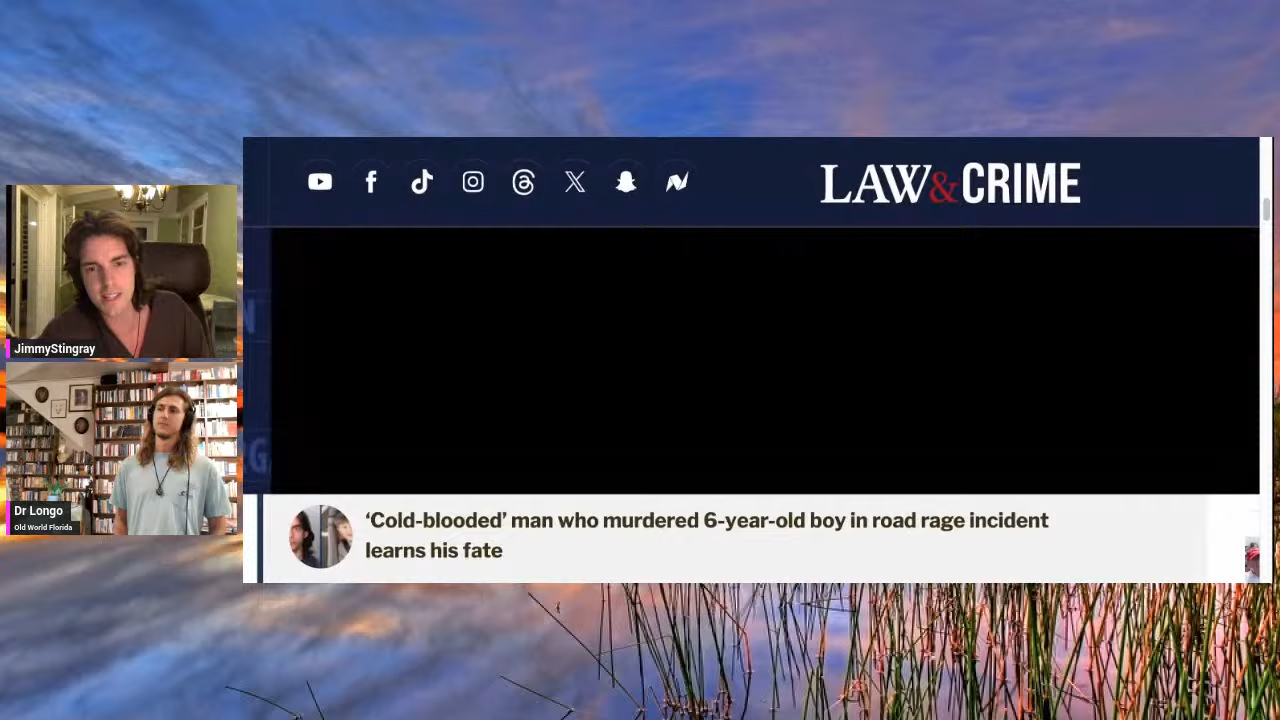 LAW&CRIME
JimmyStingray
Dr Longo
Old World Florida
‘Cold-blooded’ man who murdered 6-year-old boy in road rage incident
learns his fate